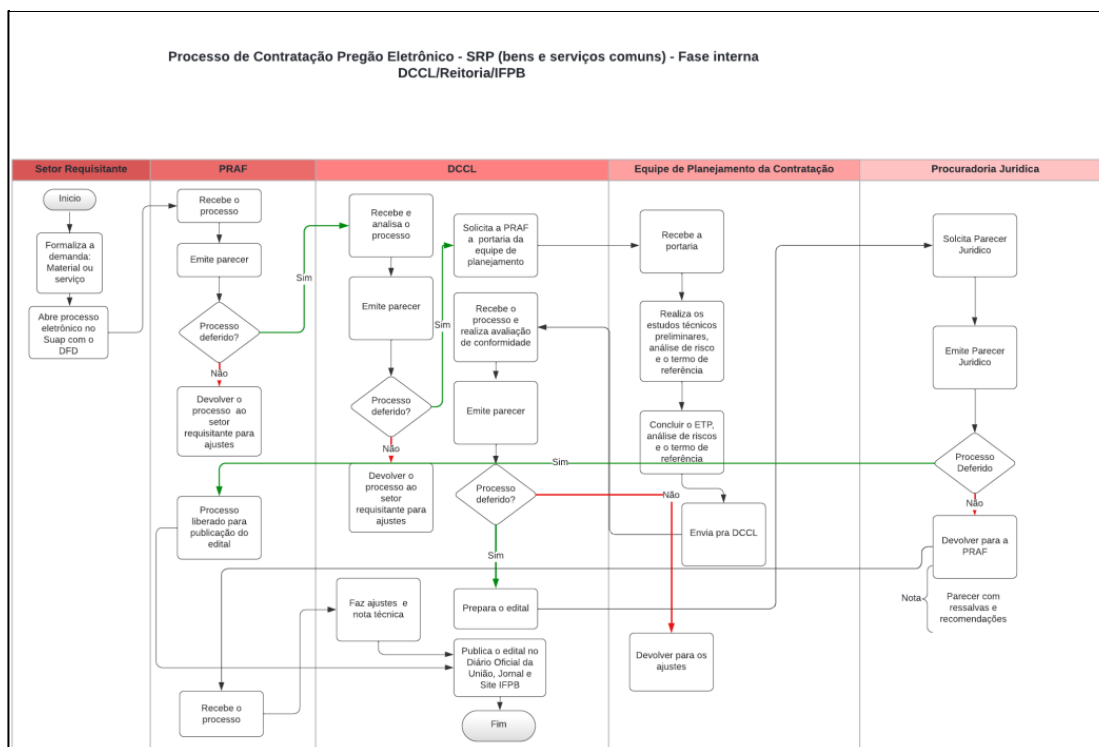 Processo de Contratação Pregão Eletrônico - SRP (bens e serviços comuns) - Fase interna
DCCL/Reitoria/IFPB
Setor Requisitante
PRAF
DCCL
Equipe de Planejamento da Contratação
Procuradoria Juridica
Inicio
Formaliza a
demanda:
Material ou
serviço
Abre processo
eletrônico no
Suap com o
DFD
Recebe o
processo
Emite parecer
Processo
deferido?
Sim
Não
Devolver o
processo ao
setor
requisitante para
ajustes
Processo
liberado para
publicação do
edital
Recebe o
processo
Recebe e
analisa o
processo
Emite parecer
Processo
deferido?
Sim
Não
Devolver o
processo ao
setor
requisitante para
ajustes
Faz ajustes e
nota técnica
Solicita a PRAF
a portaria da
equipe de
planejamento
Recebe o
processo e
realiza avaliação
de conformidade
Emite parecer
Sim
Processo
deferido?
Não
Sim
Prepara o edital
Publica o edital no
Diário Oficial da
União, Jornal e
Site IFPB
Fim
Recebe a
portaria
Realiza os
estudos técnicos
preliminares,
análise de risco
e o termo de
referência
Concluir o ETP,
análise de riscos
e o termo de
referência
Envia pra DCCL
Devolver para os
ajustes
Solcita Parecer
Juridico
Emite Parecer
Juridico
Processo
Deferido
Não
Devolver para a
PRAF
Nota
Parecer com
ressalvas e
recomendações